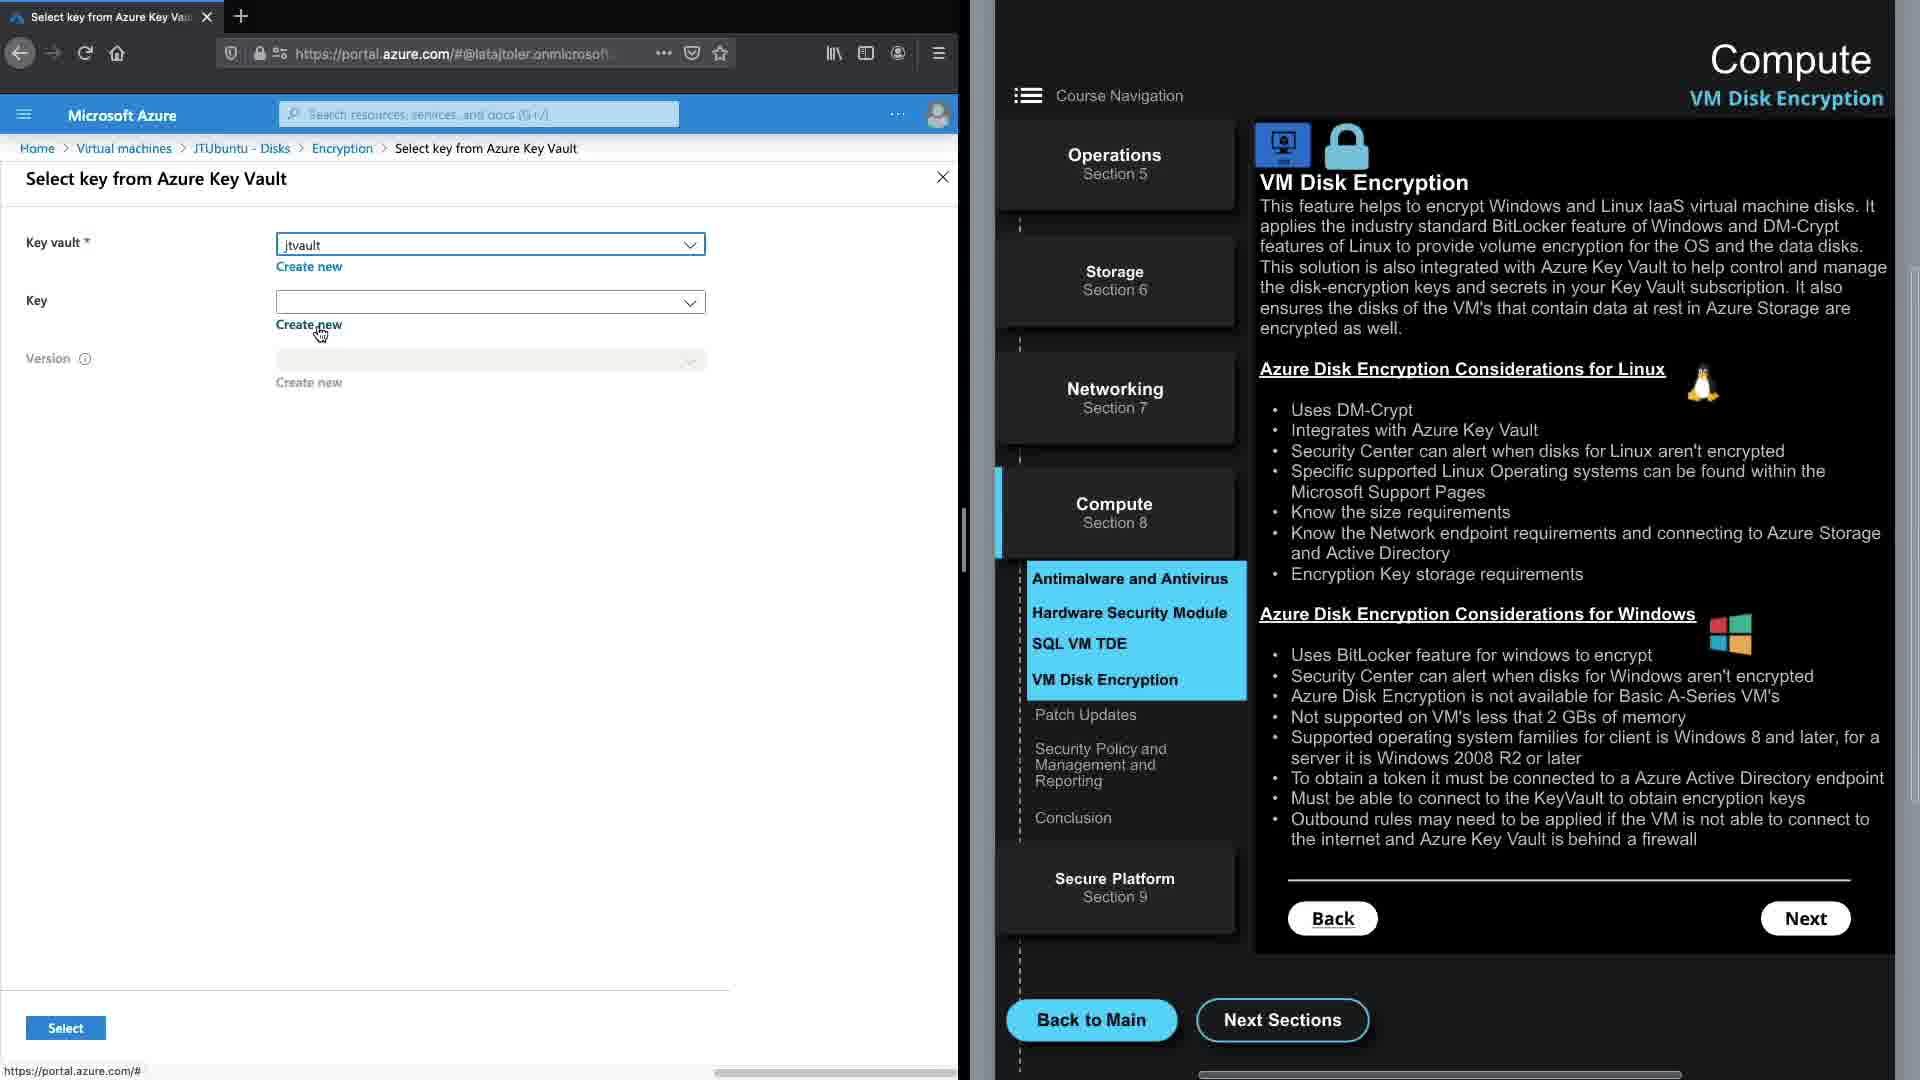 Select key from Azure Key Vau
https://portal.azure.com/#@latajtoler.onmicrosoft
Microsoft Azure
Search resources, services, and docs (G+/)
Home > Virtual machines > JTUbuntu - Disks > Encryption > Select key from Azure Key Vault
Select key from Azure Key Vault
Key vault *
jtvault
Create new
Key
Create new
Version
Create new
Select
https://portal.azure.com/#
Compute
VM Disk Encryption
Course Navigation
Operations
Section 5
Storage
Section 6
Networking
Section 7
Compute
Section 8
Antimalware and Antivirus
Hardware Security Module
SQL VM TDE
VM Disk Encryption
Patch Updates
Security Policy and
Management and
Reporting
Conclusion
Secure Platform
Section 9
Back to Main
Next Sections
VM Disk Encryption
This feature helps to encrypt Windows and Linux IaaS virtual machine disks. It
applies the industry standard BitLocker feature of Windows and DM-Crypt
features of Linux to provide volume encryption for the OS and the data disks.
This solution is also integrated with Azure Key Vault to help control and manage
the disk-encryption keys and secrets in your Key Vault subscription. It also
ensures the disks of the VM's that contain data at rest in Azure Storage are
encrypted as well.
Azure Disk Encryption Considerations for Linux
• Uses DM-Crypt
• Integrates with Azure Key Vault
• Security Center can alert when disks for Linux aren't encrypted
• Specific supported Linux Operating systems can be found within the
Microsoft Support Pages
• Know the size requirements
• Know the Network endpoint requirements and connecting to Azure Storage
and Active Directory
• Encryption Key storage requirements
Azure Disk Encryption Considerations for Windows
• Uses BitLocker feature for windows to encrypt
• Security Center can alert when disks for Windows aren't encrypted
• Azure Disk Encryption is not available for Basic A-Series VM's
• Not supported on VM's less that 2 GBs of memory
• Supported operating system families for client is Windows 8 and later, for a
server it is Windows 2008 R2 or later
• To obtain a token it must be connected to a Azure Active Directory endpoint
• Must be able to connect to the KeyVault to obtain encryption keys
• Outbound rules may need to be applied if the VM is not able to connect to
the internet and Azure Key Vault is behind a firewall
Back
Next